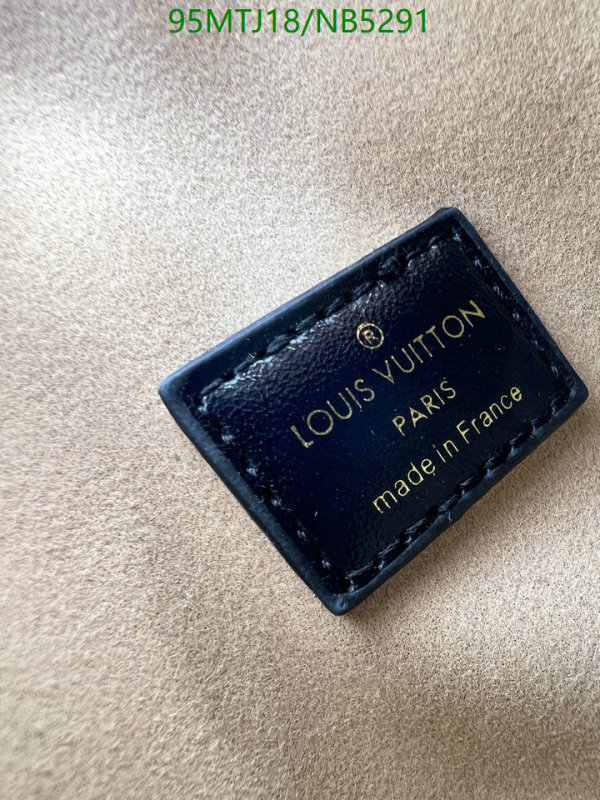 95MTJ18/NB5291
®
LOUIS VUITTON
PARIS
made in France